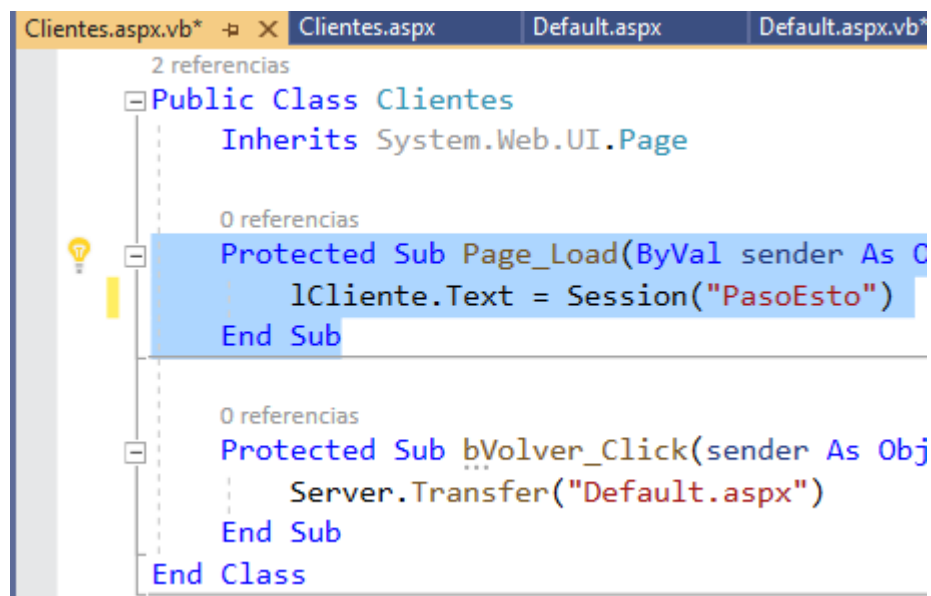 Clientes.aspx.vb* Clientes.aspx Default.aspx Default.aspx.vb*
2 referencias
Public Class Clientes
Inherits System.Web.UI.Page
0 referencias
Protected Sub Page_Load(ByVal sender As O
lCliente.Text = Session("PasoEsto")
End Sub
0 referencias
Protected Sub bVolver_Click(sender As Obj
Server.Transfer("Default.aspx")
End Sub
End Class